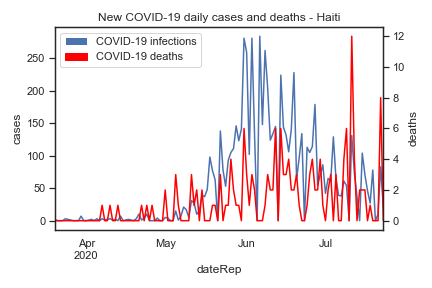 New COVID-19 daily cases and deaths - Haiti
COVID-19 infections
COVID-19 deaths
250
200
150
100
50
0
cases
12
10
8
6
4
2
0
deaths
Apr
2020
May
Jun
Jul
dateRep